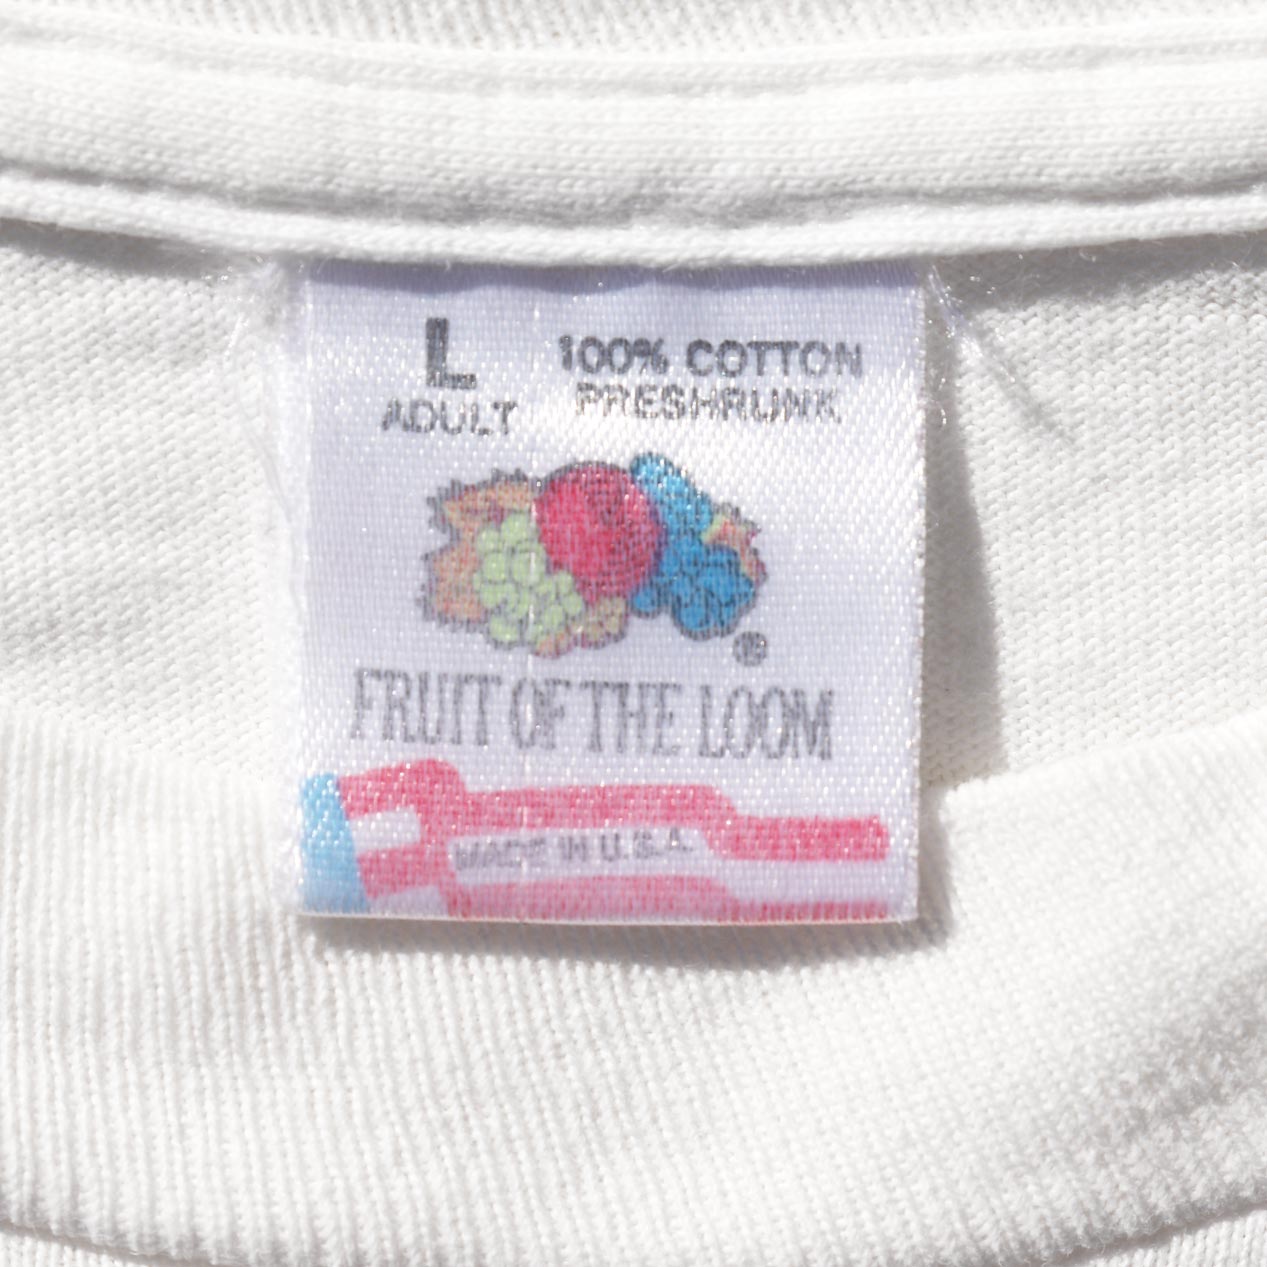 L
ADULT
100% COTTON
PRESHRUNK
®
FRUIT OF THE LOOM
MADE IN U.S.A.